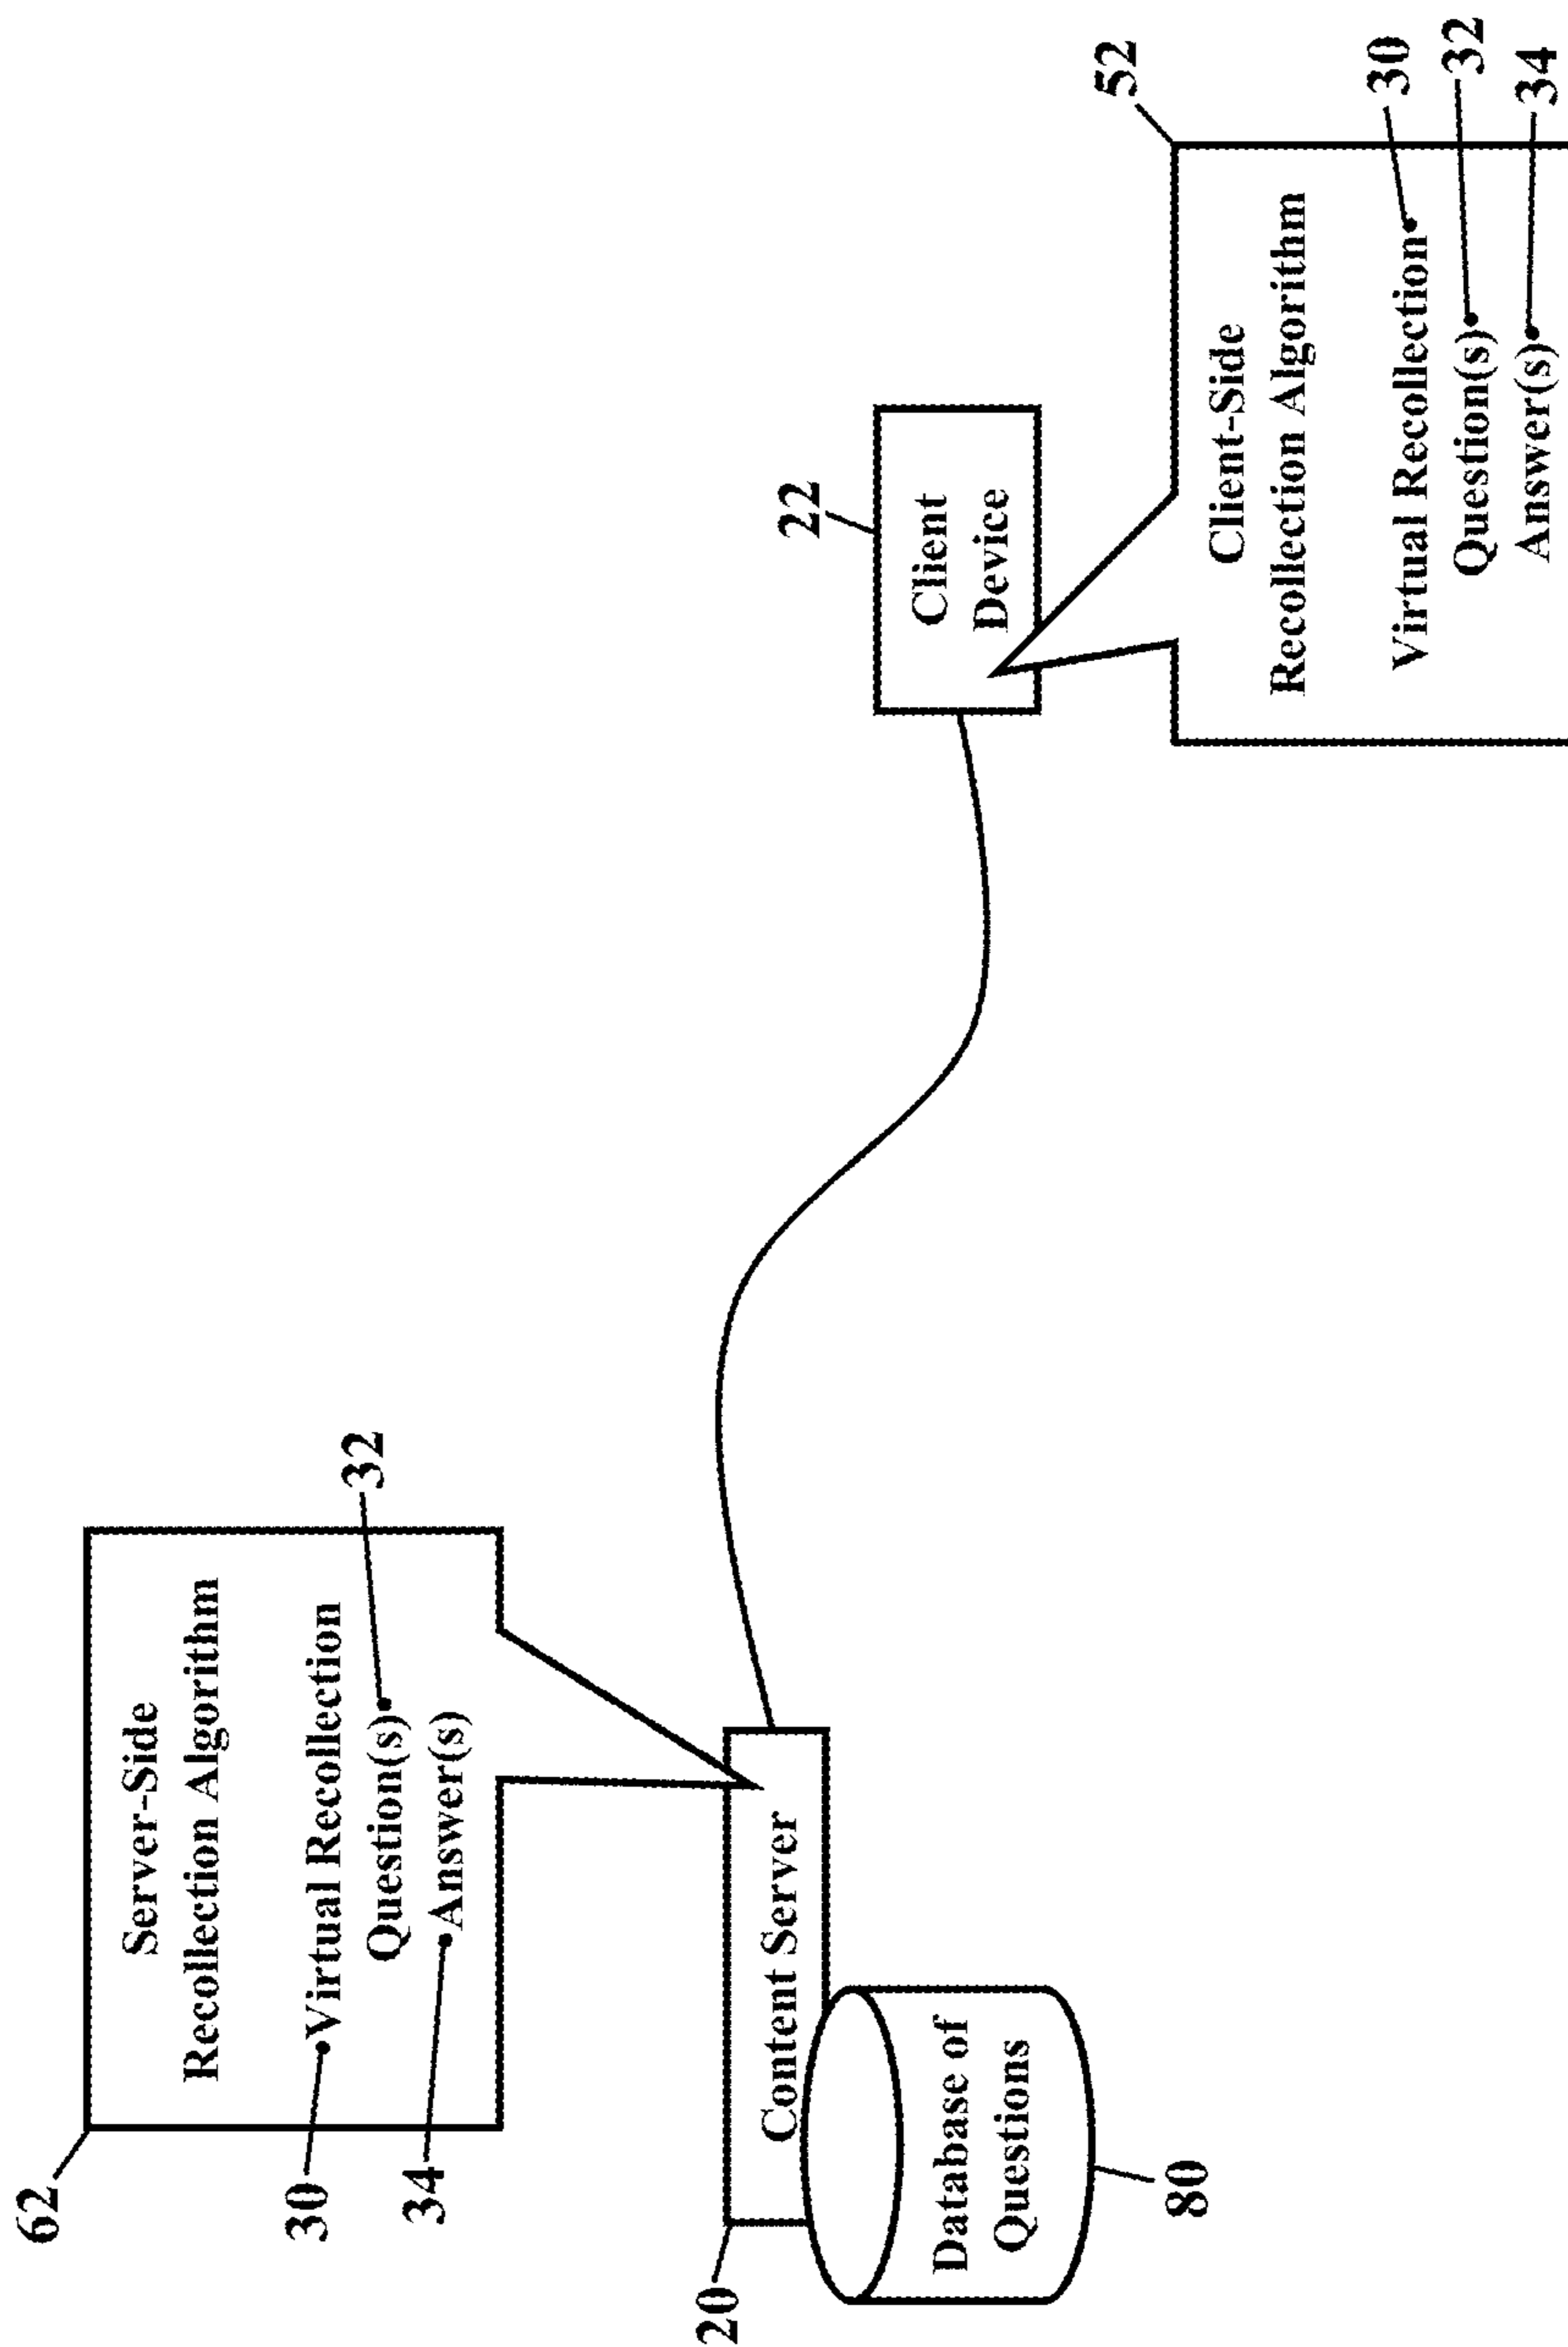 62
Server-Side
Recollection Algorithm
30
Virtual Recollection
32
Question(s)
34
Answer(s)
20
Content Server
Database of
Questions
80
22
Client
Device
52
Client-Side
Recollection Algorithm
Virtual Recollection
30
Question(s)
32
Answer(s)
34